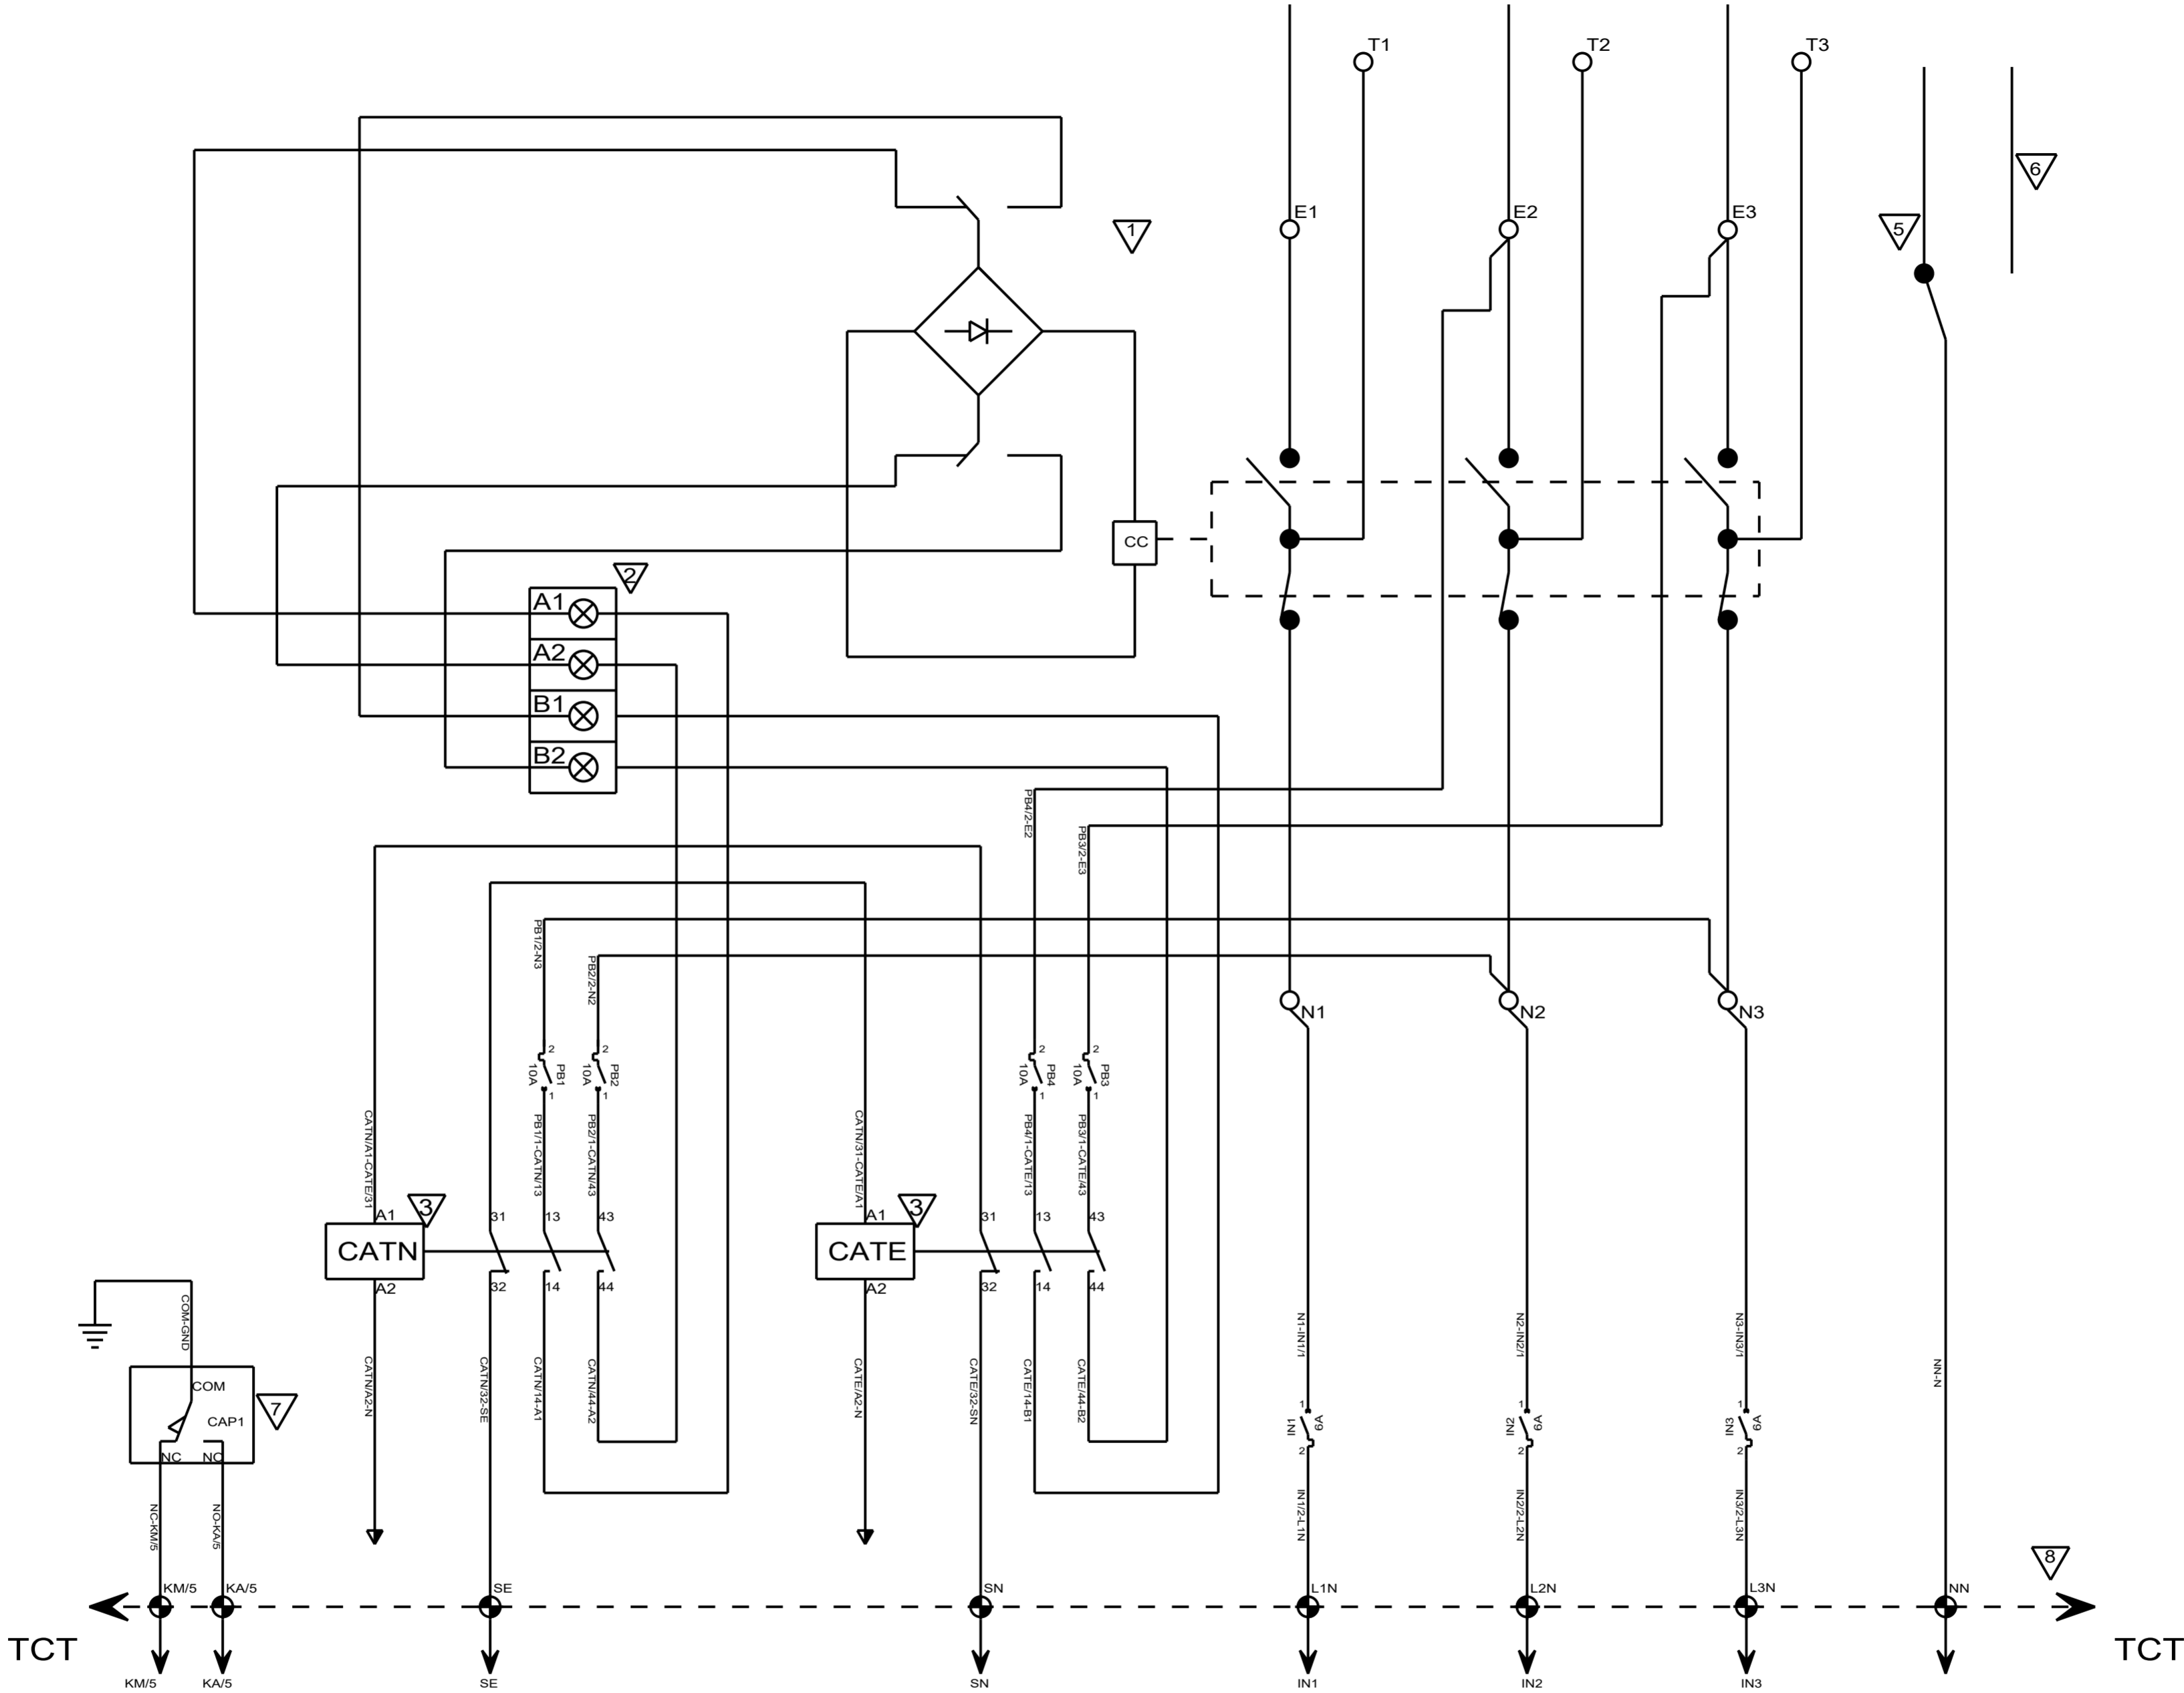 T1
T2
T3
6
1
E1
E2
E3
5
CC
2
A1
A2
B1
B2
PB4/2-E2
PB3/2-E3
PB1/2-N3
PB2/2-N2
N1
N2
N3
2
PB1
10A
1
2
PB2
10A
1
2
PB4
10A
1
2
PB3
10A
1
CATN/A1-CATE/31
PB1/1-CATN/13
PB2/1-CATN/43
CATN/31-CATE/A1
PB4/1-CATE/13
PB3/1-CATE/43
A1
3
31
13
43
A1
3
31
13
43
CATN
CATE
A2
32
14
44
A2
32
14
44
COM-GND
N1-IN1/1
N2-IN2/1
N3-IN3/1
CATN/A2-N
CATN/32-SE
CATN/14-A1
CATN/44-A2
CATE/A2-N
CATE/32-SN
CATE/14-B1
CATE/44-B2
NN-N
COM
CAP1
7
NC
NO
1
IN1
A9
2
1
IN2
A9
2
1
IN3
A9
2
NC-KM/5
NO-KA/5
IN1/2-L1N
IN2/2-L2N
IN3/2-L3N
8
KM/5
KA/5
SE
SN
L1N
L2N
L3N
NN
TCT
TCT
KM/5
KA/5
SE
SN
IN1
IN2
IN3